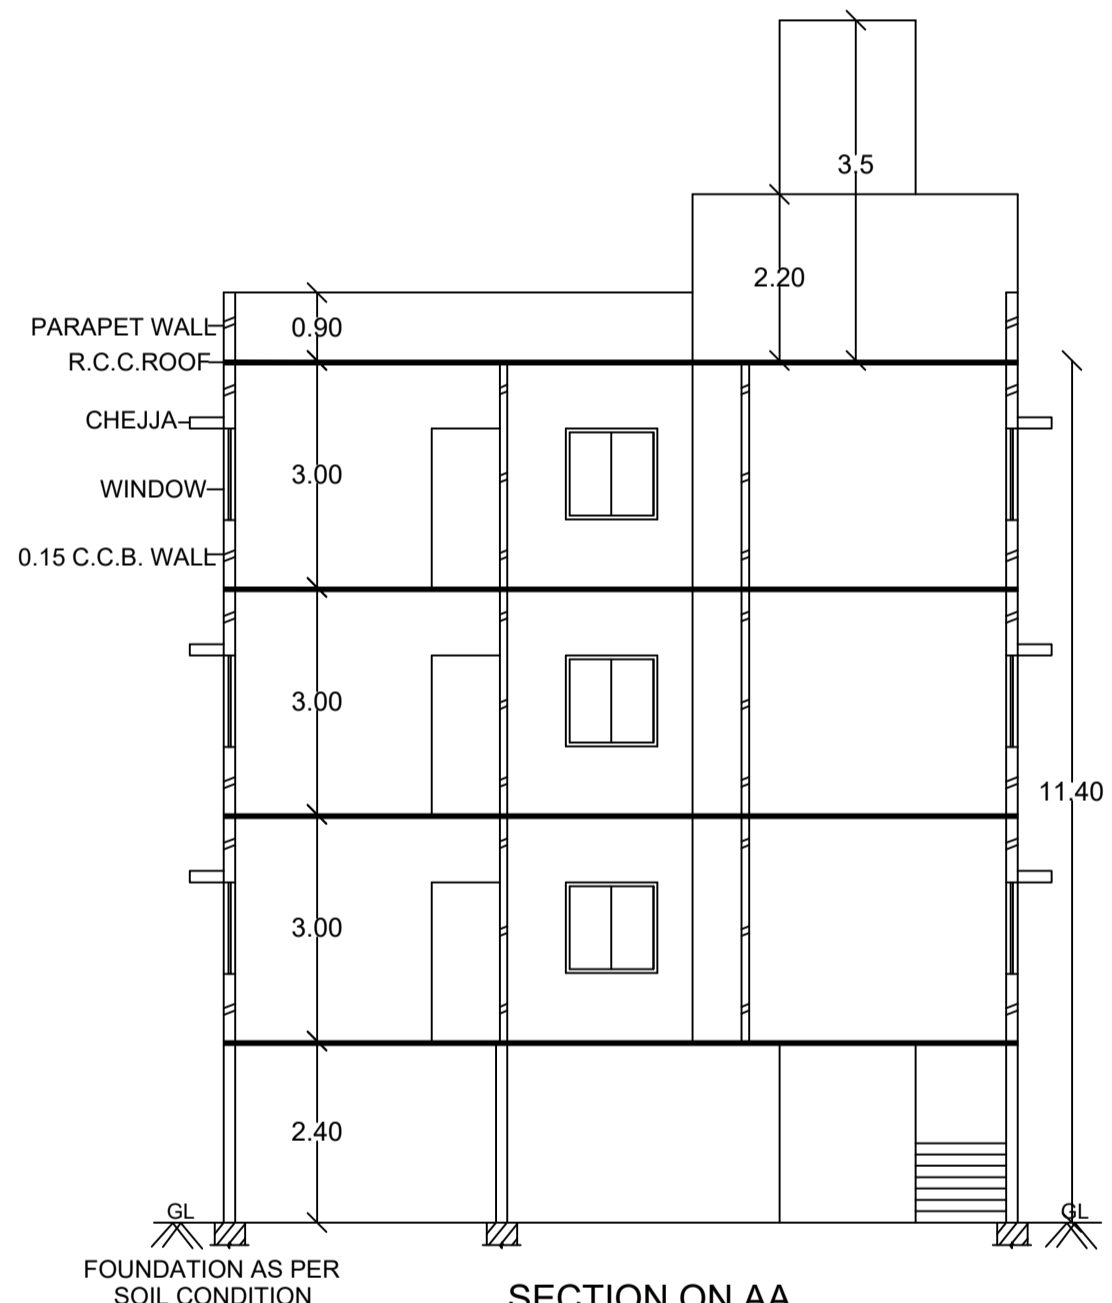 3.5
2.20
PARAPET WALL
0.90
R.C.C.ROOF
CHEJJA
3.00
WINDOW
0.15 C.C.B. WALL
3.00
11.40
3.00
2.40
GL
GL
FOUNDATION AS PER
SOIL CONDITION
SECTION ON AA